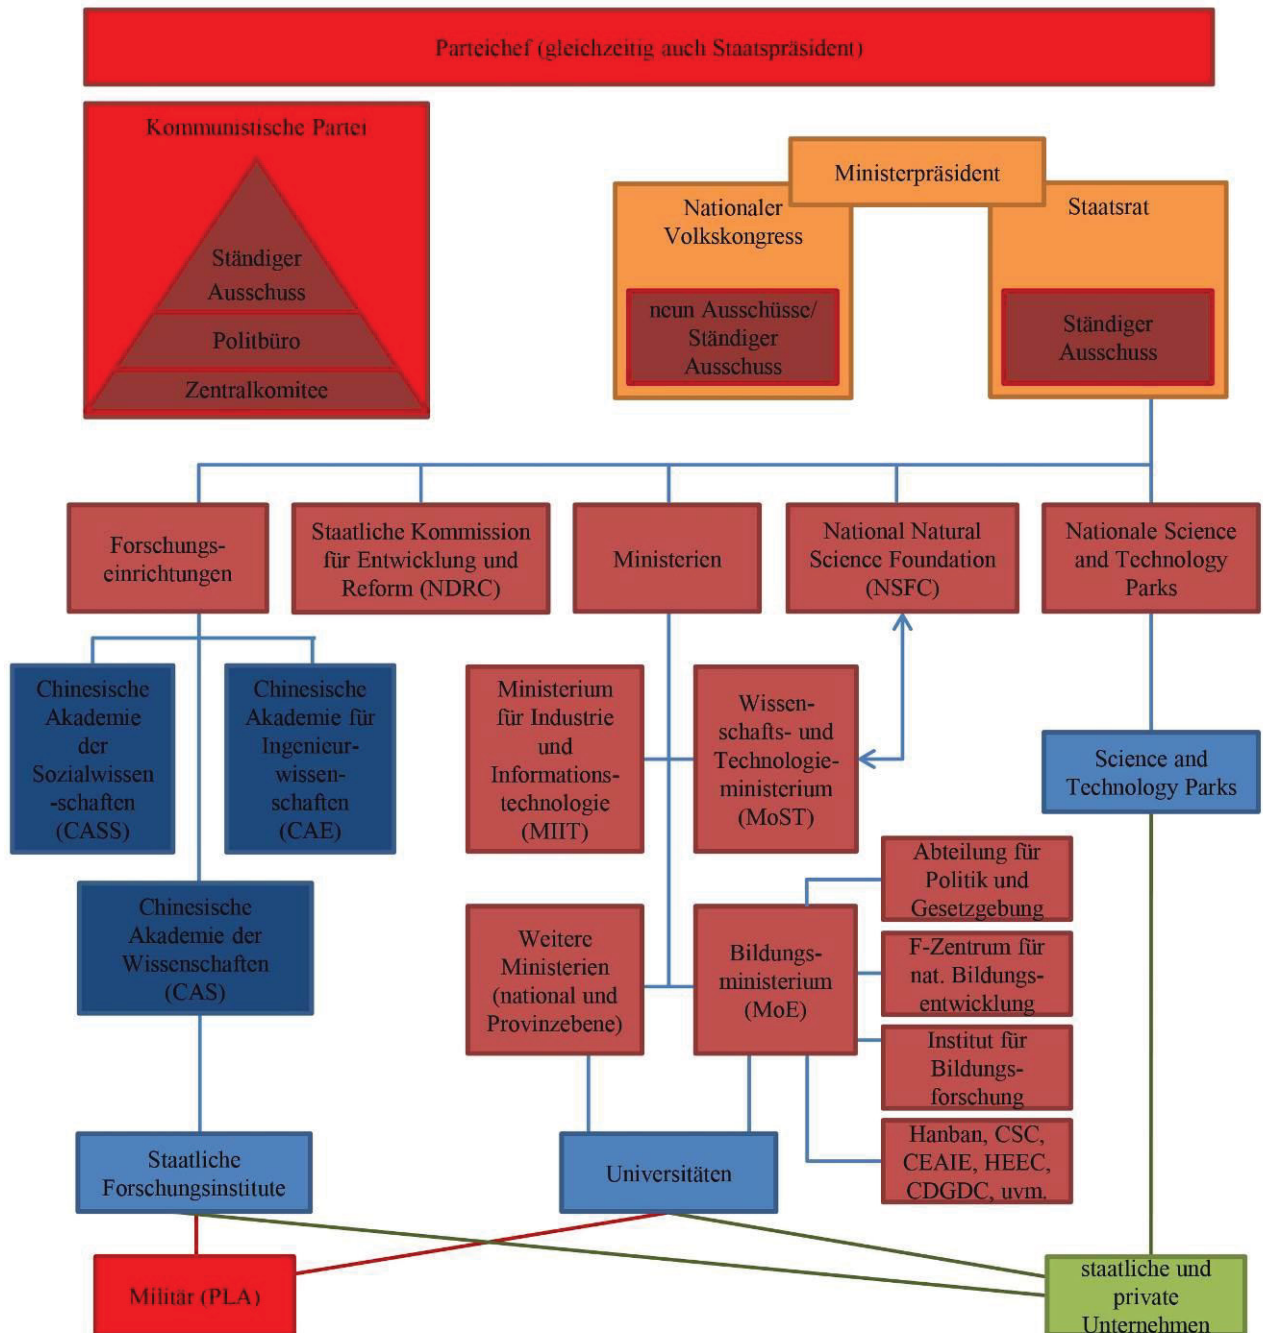 Parteichef (gleichzeitig auch Staatspräsident)
Kommunistische Partei
Ständiger
Ausschuss
Politbüro
Zentralkomitee
Ministerpräsident
Nationaler
Volkskongress
neun Ausschüsse/
Ständiger
Ausschuss
Staatsrat
Ständiger
Ausschuss
Forschungs-
einrichtungen
Staatliche Kommission
für Entwicklung und
Reform (NDRC)
Ministerien
National Natural
Science Foundation
(NSFC)
Nationale Science
and Technology
Parks
Chinesische
Akademie
der
Sozialwissen
-schaften
(CASS)
Chinesische
Akademie für
Ingenieur-
wissen-
schaften
(CAE)
Ministerium
für Industrie
und
Informations-
technologie
(MIIT)
Wissen-
schafts- und
Technologie-
ministerium
(MoST)
Science and
Technology Parks
Chinesische
Akademie der
Wissenschaften
(CAS)
Weitere
Ministerien
(national und
Provinzebene)
Bildungs-
ministerium
(MoE)
Abteilung für
Politik und
Gesetzgebung
F-Zentrum für
nat. Bildungs-
entwicklung
Institut für
Bildungs-
forschung
Hanban, CSC,
CEAIE, HEEC,
CDGDC, uvm.
Staatliche
Forschungsinstitute
Universitäten
Militär (PLA)
staatliche und
private
Unternehmen